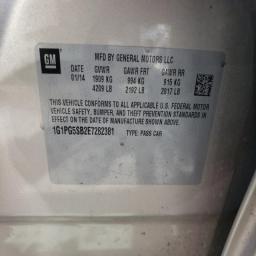 GM
MFD BY GENERAL MOTORS LLC
DATE GVWR GAWR FRT GAWR RR
01/14 1909 KG 994 KG 915 KG
4209 LB 2192 LB 2017 LB
THIS VEHICLE CONFORMS TO ALL APPLICABLE U.S. FEDERAL MOTOR
VEHICLE SAFETY, BUMPER, AND THEFT PREVENTION STANDARDS
IN EFFECT ON THE DATE OF MANUFACTURE SHOWN ABOVE.
1G1PG5SB2E7282381 TYPE: PASS CAR